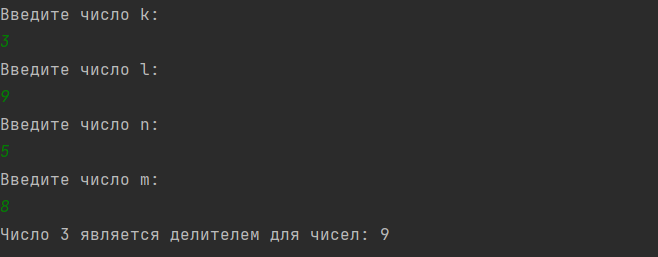 Введите число k:
3
Введите число l:
9
Введите число n:
5
Введите число m:
8
Число 3 является делителем для чисел: 9